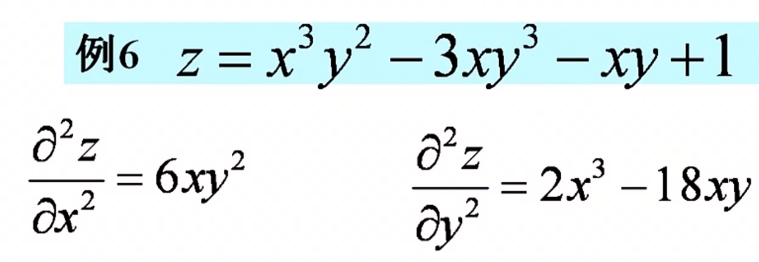 例6 z = x³y² − 3xy³ − xy + 1
∂²z/∂x² = 6xy² ∂²z/∂y² = 2x³ − 18xy